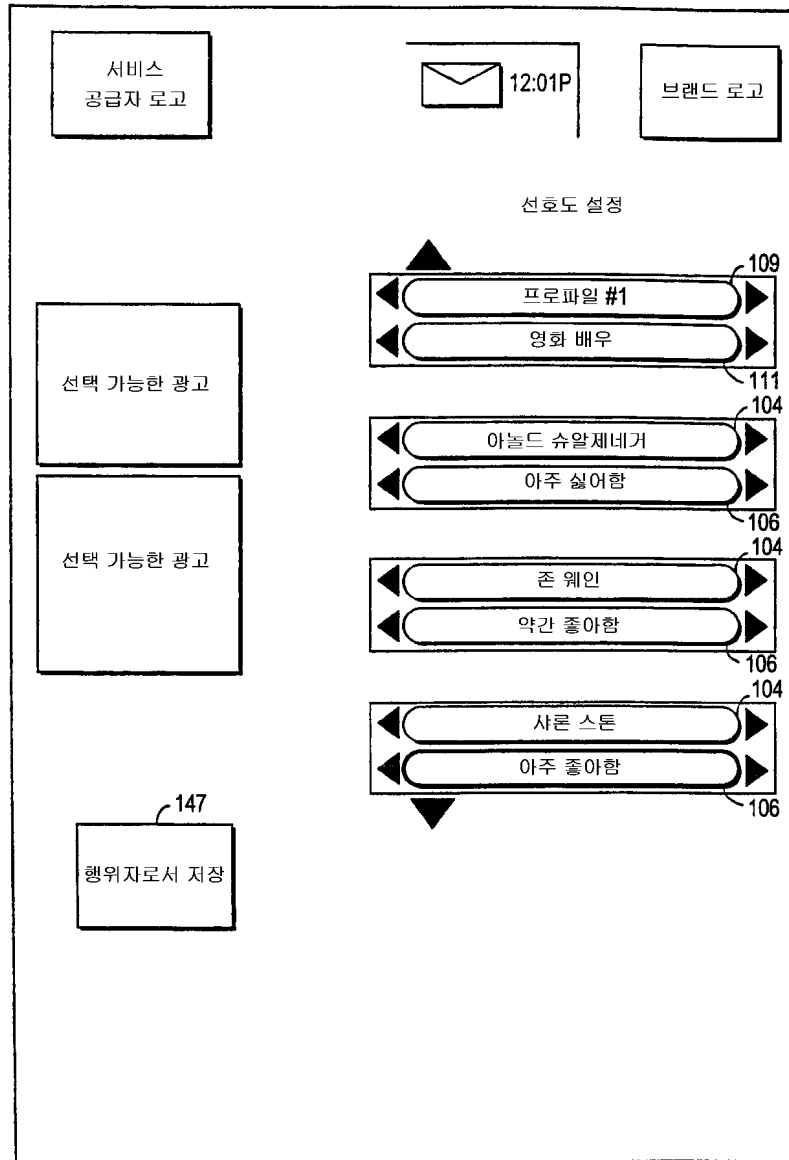 서비스
공급자 로고
12:01P
브랜드 로고
선호도 설정
109
프로파일 #1
영화 배우
111
선택 가능한 광고
104
아놀드 슈알제네거
아주 싫어함
106
선택 가능한 광고
104
존 웨인
약간 좋아함
106
104
샤론 스톤
아주 좋아함
106
147
행위자로서 저장